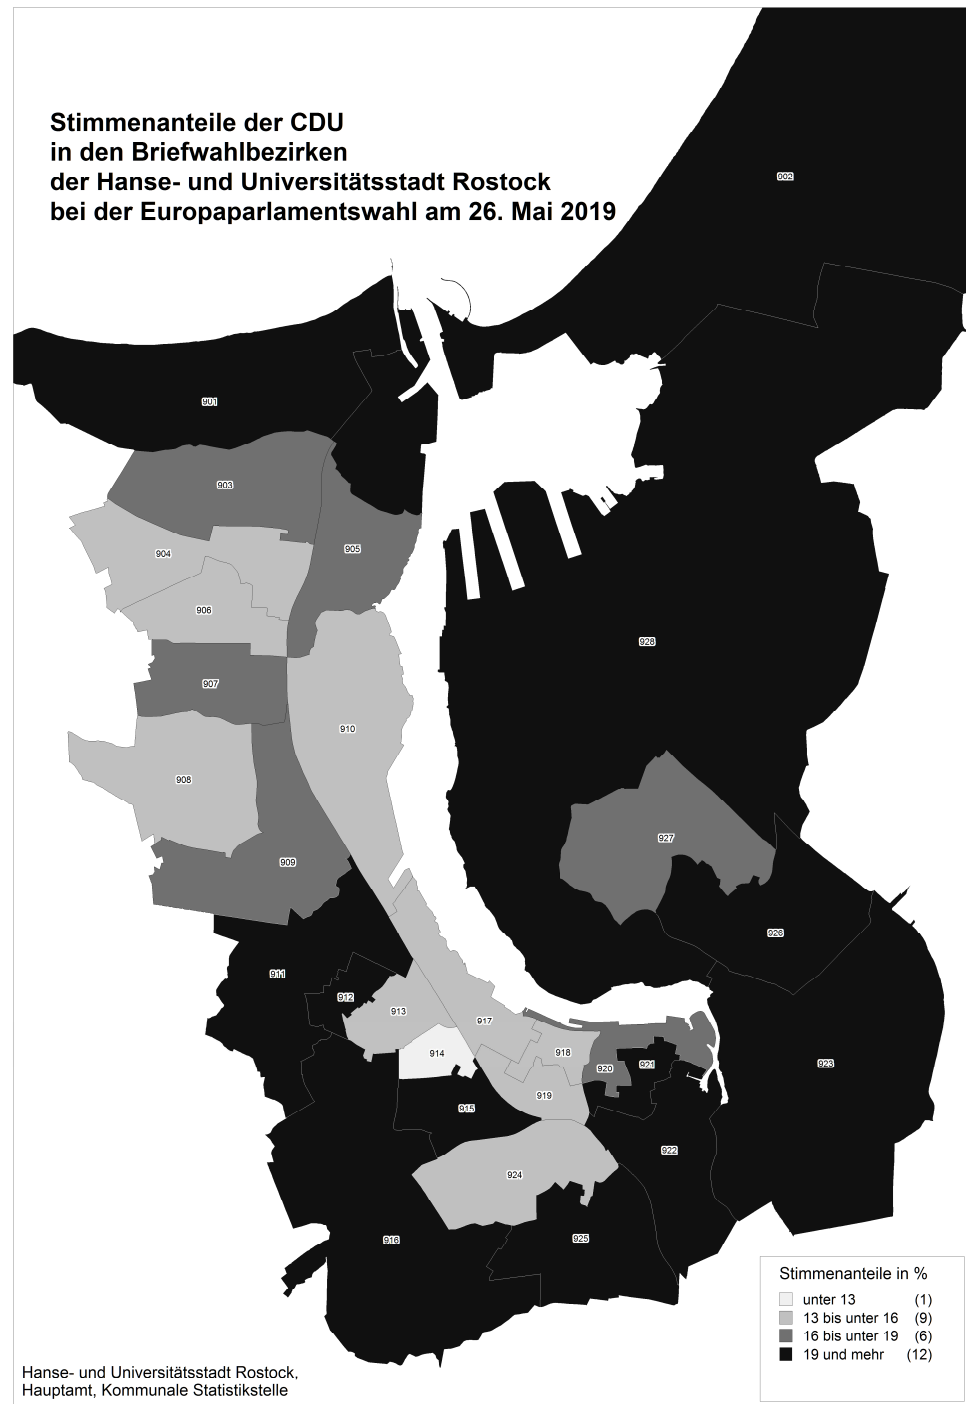 Stimmenanteile der CDU
in den Briefwahlbezirken
der Hanse- und Universitätsstadt Rostock
bei der Europaparlamentswahl am 26. Mai 2019
902
901
903
905
904
906
928
907
910
908
927
909
926
911
912
913
917
914
918
921
923
920
919
915
922
924
925
916
Stimmenanteile in %
unter 13 (1)
13 bis unter 16 (9)
16 bis unter 19 (6)
19 und mehr (12)
Hanse- und Universitätsstadt Rostock,
Hauptamt, Kommunale Statistikstelle